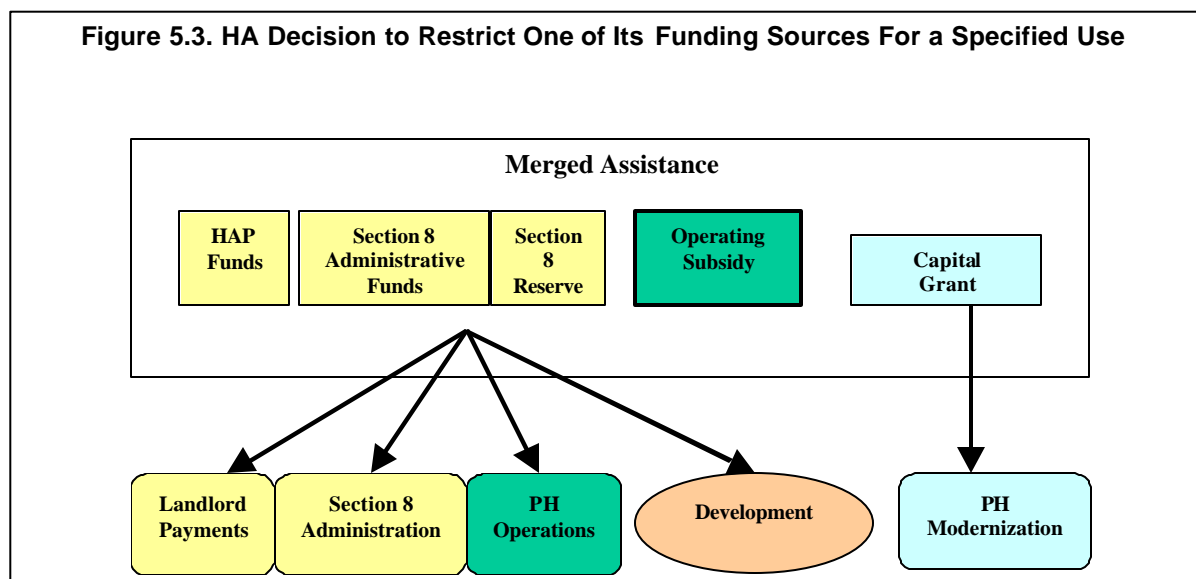 Figure 5.3. HA Decision to Restrict One of Its Funding Sources For a Specified Use
Merged Assistance
HAP
Funds
Section 8
Administrative
Funds
Section
8
Reserve
Operating
Subsidy
Capital
Grant
Landlord
Payments
Section 8
Administration
PH
Operations
Development
PH
Modernization